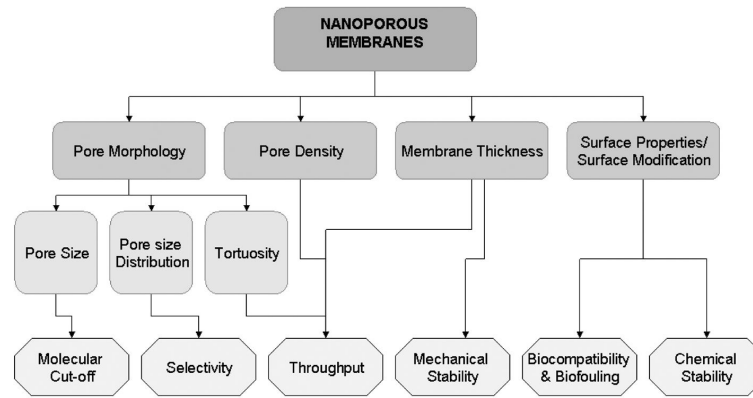 NANOPOROUS
MEMBRANES
Pore Morphology
Pore Density
Membrane Thickness
Surface Properties/
Surface Modification
Pore Size
Pore size
Distribution
Tortuosity
Molecular
Cut-off
Selectivity
Throughput
Mechanical
Stability
Biocompatibility
& Biofouling
Chemical
Stability